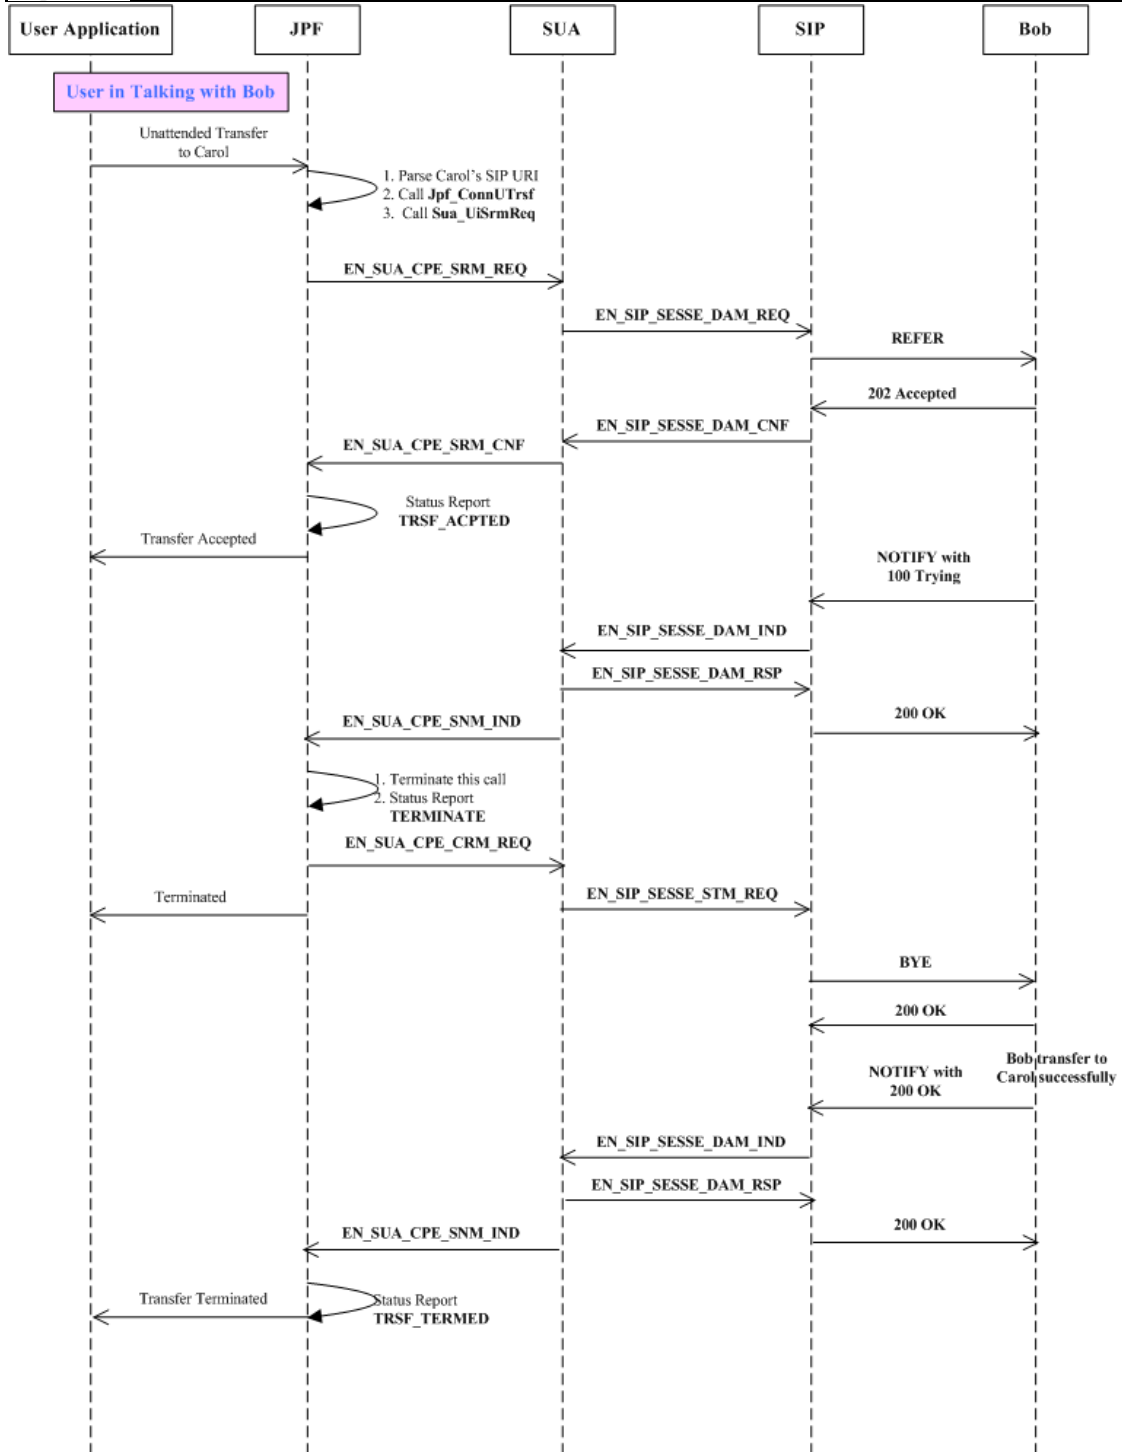 User Application
JPF
SUA
SIP
Bob
User in Talking with Bob
Unattended Transfer
to Carol
1. Parse Carol's SIP URI
2. Call Jpf_ConnUTrsf
3. Call Sua_UiSrmReq
EN_SUA_CPE_SRM_REQ
EN_SIP_SESSE_DAM_REQ
REFER
202 Accepted
EN_SIP_SESSE_DAM_CNF
EN_SUA_CPE_SRM_CNF
Status Report
TRSF_ACPTED
Transfer Accepted
NOTIFY with
100 Trying
EN_SIP_SESSE_DAM_IND
EN_SIP_SESSE_DAM_RSP
200 OK
EN_SUA_CPE_SNM_IND
1. Terminate this call
2. Status Report
TERMINATE
EN_SUA_CPE_CRM_REQ
Terminated
EN_SIP_SESSE_STM_REQ
BYE
200 OK
Bob transfer to
Carol successfully
NOTIFY with
200 OK
EN_SIP_SESSE_DAM_IND
EN_SIP_SESSE_DAM_RSP
200 OK
EN_SUA_CPE_SNM_IND
Transfer Terminated
Status Report
TRSF_TERMED